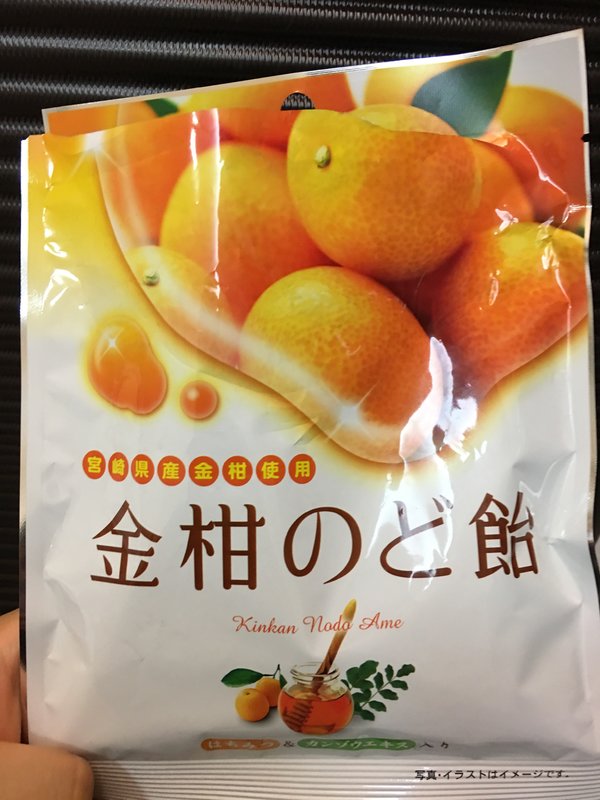 宮崎県産金柑使用
金柑のど飴
Kinkan Nodo Ame
はちみつ&カンゾウエキス入り
写真・イラストはイメージです。